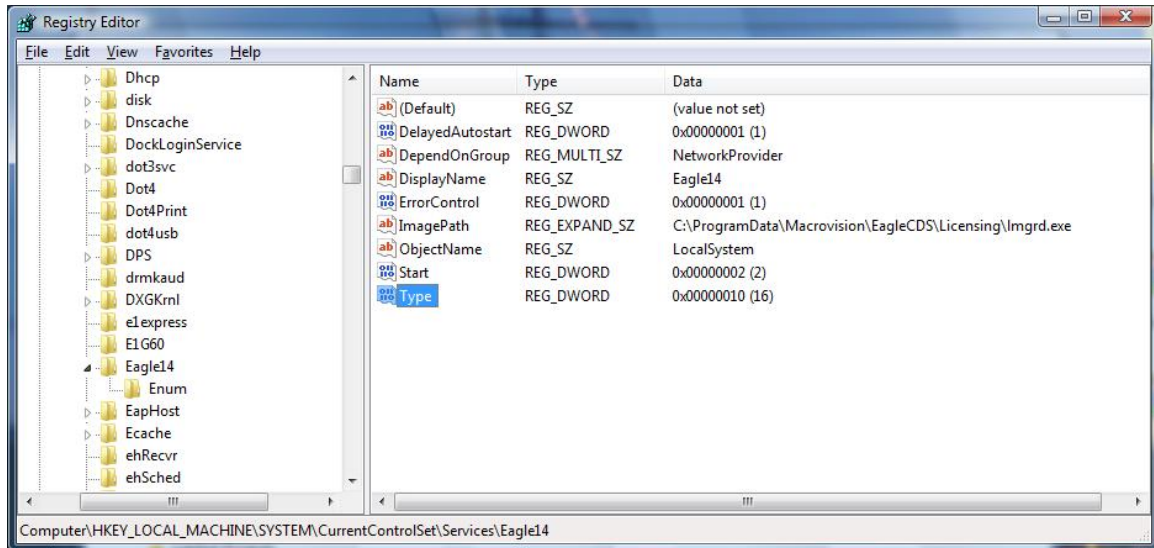 Registry Editor
File Edit View Favorites Help
Dhcp
disk
Dnscache
DockLoginService
dot3svc
Dot4
Dot4Print
dot4usb
DPS
drmkaud
DXGKrnl
e1express
E1G60
Eagle14
Enum
EapHost
Ecache
ehRecvr
ehSched
Name Type Data
(Default) REG_SZ (value not set)
DelayedAutostart REG_DWORD 0x00000001 (1)
DependOnGroup REG_MULTI_SZ NetworkProvider
DisplayName REG_SZ Eagle14
ErrorControl REG_DWORD 0x00000001 (1)
ImagePath REG_EXPAND_SZ C:\ProgramData\Macrovision\EagleCDS\Licensing\lmgrd.exe
ObjectName REG_SZ LocalSystem
Start REG_DWORD 0x00000002 (2)
Type REG_DWORD 0x00000010 (16)
Computer\HKEY_LOCAL_MACHINE\SYSTEM\CurrentControlSet\Services\Eagle14